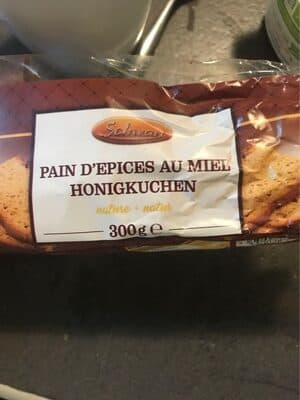 PAIN D'EPICES AU MIEL
HONIGKUCHEN
nature - natur
300g ℮